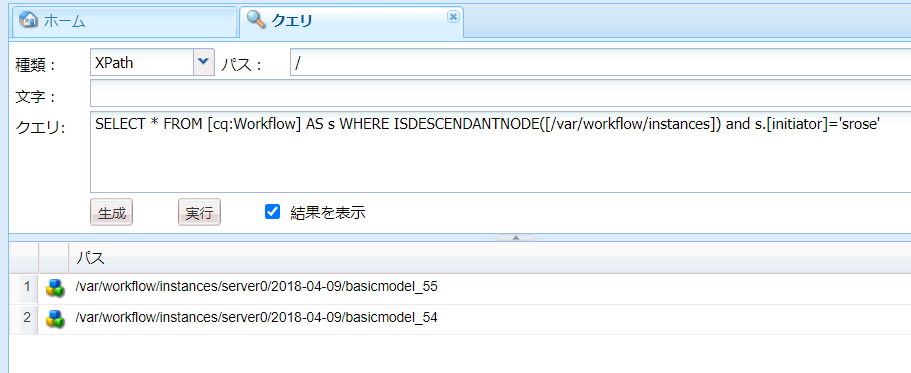 ホーム
クエリ
種類： XPath パス： /
文字：
クエリ: SELECT * FROM [cq:Workflow] AS s WHERE ISDESCENDANTNODE([/var/workflow/instances]) and s.[initiator]='srose'
生成 実行 結果を表示
パス
1 /var/workflow/instances/server0/2018-04-09/basicmodel_55
2 /var/workflow/instances/server0/2018-04-09/basicmodel_54